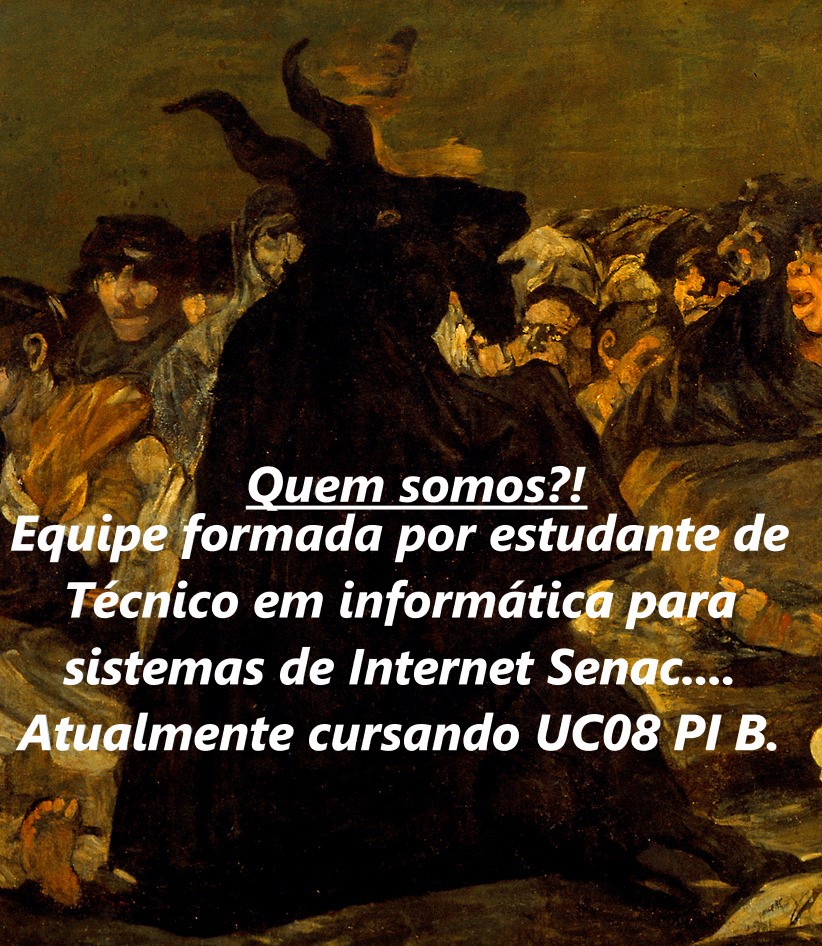 Quem somos?!
Equipe formada por estudante de
Técnico em informática para
sistemas de Internet Senac....
Atualmente cursando UC08 PI B.